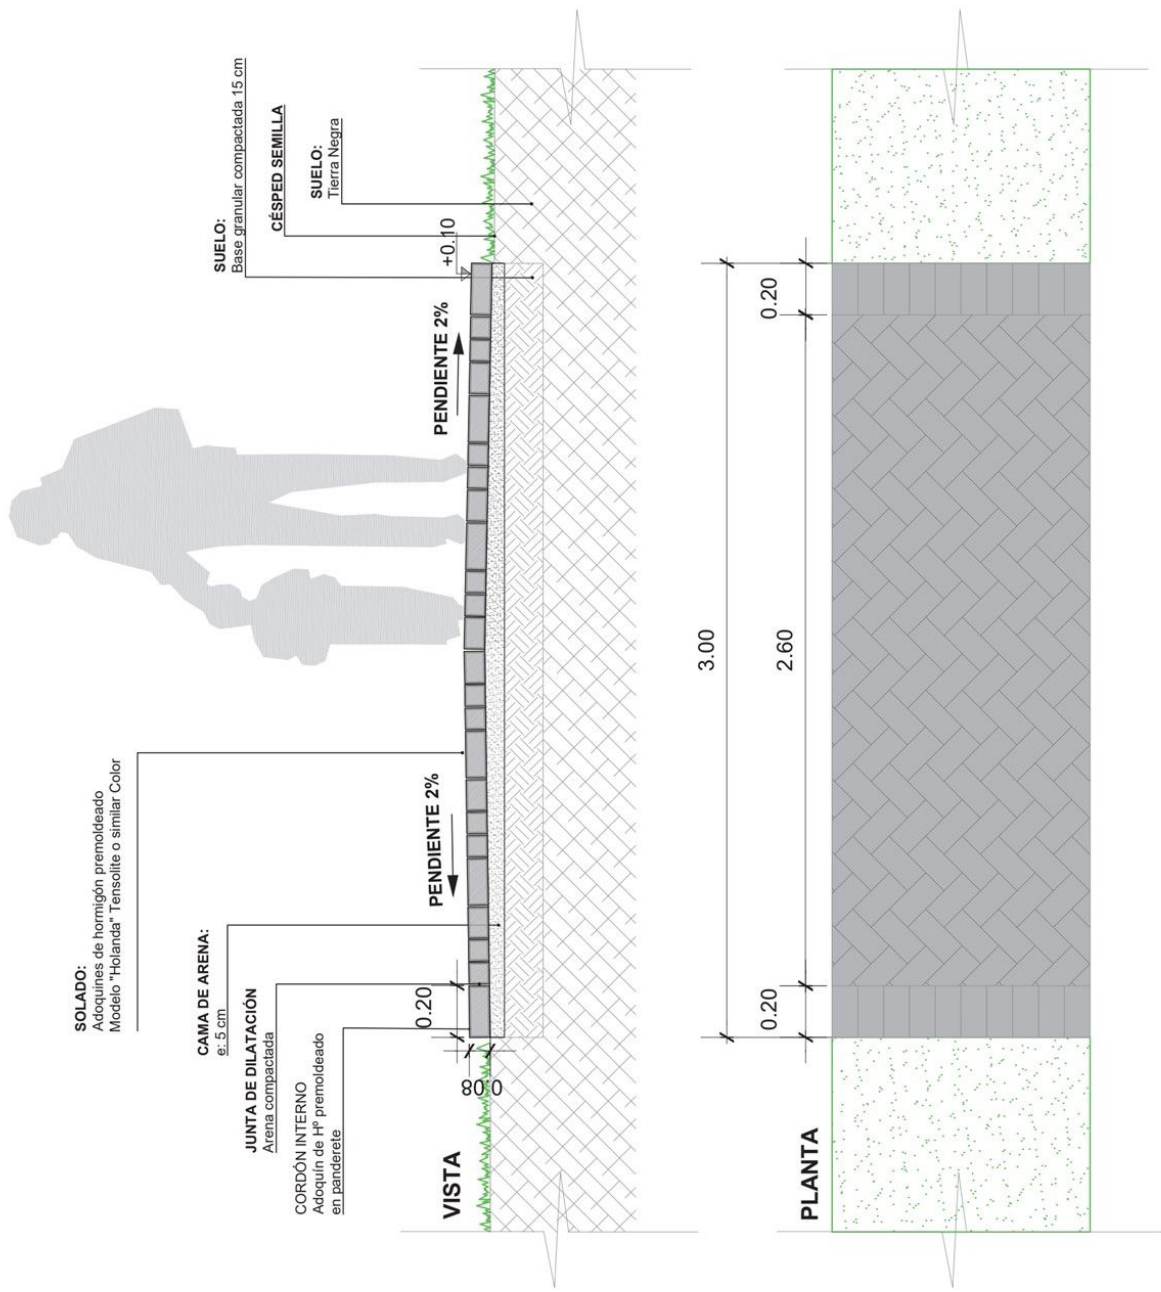 SOLADO:
Adoquines de hormigón premoldeado
Modelo "Holanda" Tensolite o similar Color
CAMA DE ARENA:
e: 5 cm
JUNTA DE DILATACIÓN
Arena compactada
CORDÓN INTERNO
Adoquín de Hº premoldeado
en panderete
SUELO:
Base granular compactada 15 cm
CÉSPED SEMILLA
SUELO:
Tierra Negra
+0.10
PENDIENTE 2%
PENDIENTE 2%
0.20
0.08
VISTA
3.00
0.20
2.60
0.20
PLANTA